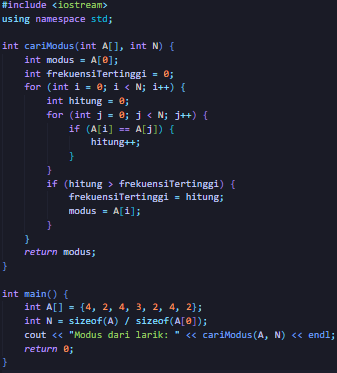 #include <iostream>
using namespace std;
int cariModus(int A[], int N) {
int modus = A[0];
int frekuensiTertinggi = 0;
for (int i = 0; i < N; i++) {
int hitung = 0;
for (int j = 0; j < N; j++) {
if (A[i] == A[j]) {
hitung++;
}
}
if (hitung > frekuensiTertinggi) {
frekuensiTertinggi = hitung;
modus = A[i];
}
}
return modus;
}
int main() {
int A[] = {4, 2, 4, 3, 2, 4, 2};
int N = sizeof(A) / sizeof(A[0]);
cout << "Modus dari larik: " << cariModus(A, N) << endl;
return 0;
}